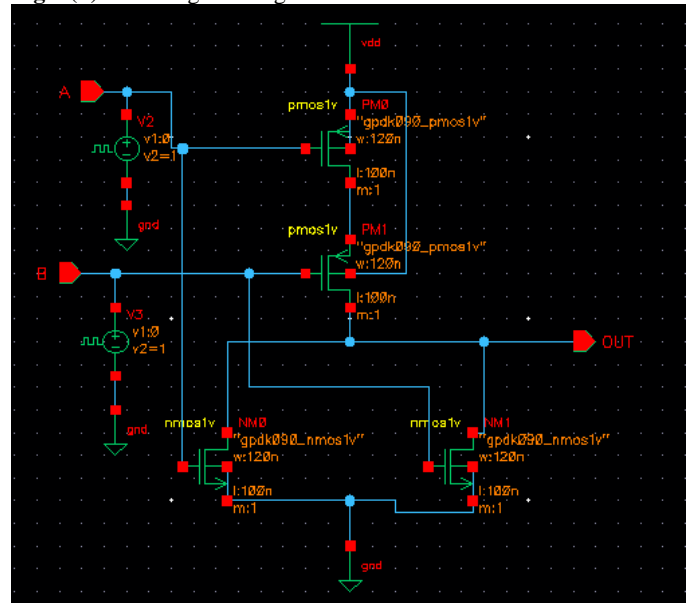 vdd
A
pmos1v
PM0
"gpdk090_pmos1v"
w:120n
l:100n
m:1
V2
v1:0
v2=1
gnd
pmos1v
PM1
"gpdk090_pmos1v"
w:120n
l:100n
m:1
B
V3
v1:0
v2=1
gnd
OUT
nmos1v
NM0
"gpdk090_nmos1v"
w:120n
l:100n
m:1
nmos1v
NM1
"gpdk090_nmos1v"
w:120n
l:100n
m:1
gnd